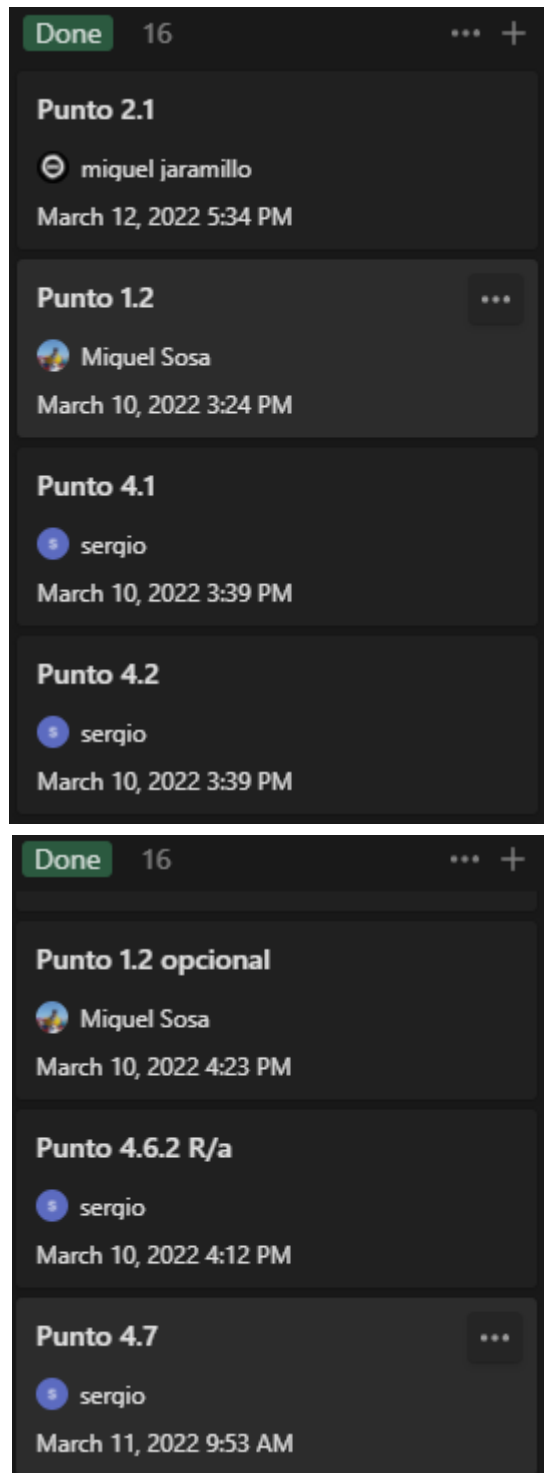 Done 16 ... +
Punto 2.1
miguel jaramillo
March 12, 2022 5:34 PM
Punto 1.2 ...
Miguel Sosa
March 10, 2022 3:24 PM
Punto 4.1
s sergio
March 10, 2022 3:39 PM
Punto 4.2
s sergio
March 10, 2022 3:39 PM
Done 16 ... +
Punto 1.2 opcional
Miguel Sosa
March 10, 2022 4:23 PM
Punto 4.6.2 R/a
s sergio
March 10, 2022 4:12 PM
Punto 4.7 ...
s sergio
March 11, 2022 9:53 AM